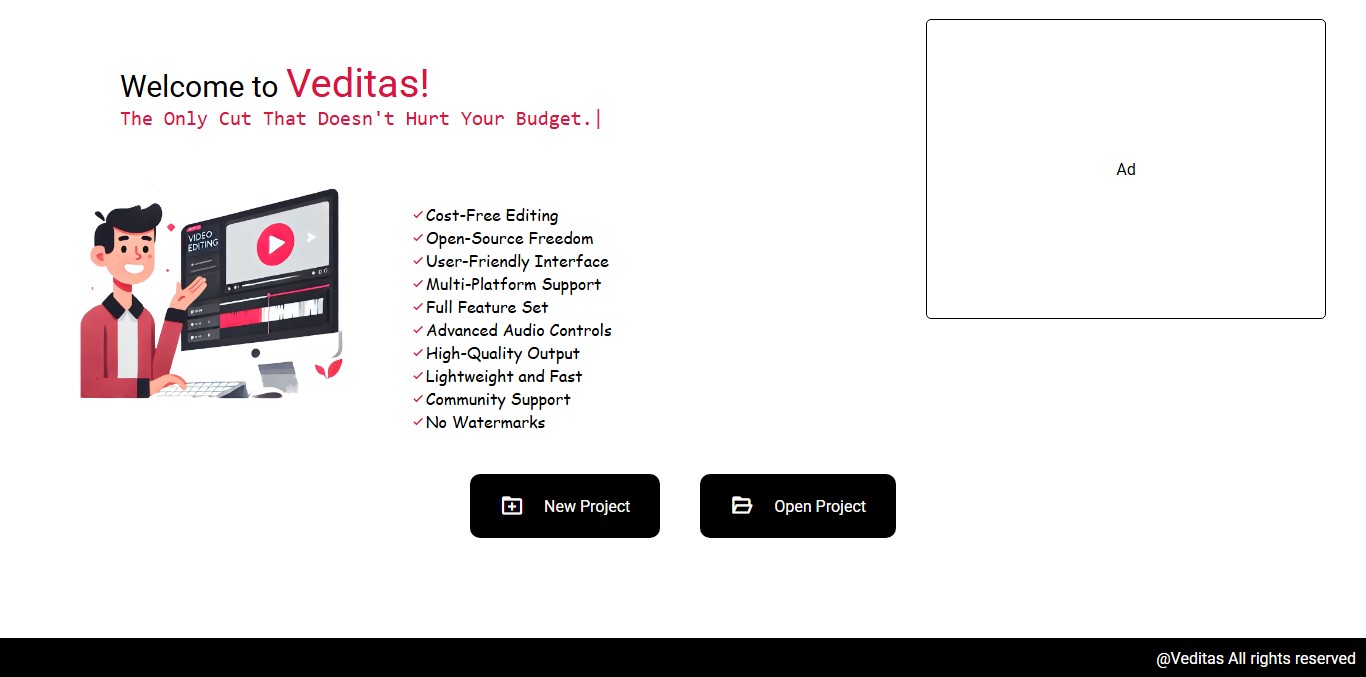 Welcome to Veditas!
The Only Cut That Doesn't Hurt Your Budget.|
Ad
VIDEO
EDITING
Cost-Free Editing
Open-Source Freedom
User-Friendly Interface
Multi-Platform Support
Full Feature Set
Advanced Audio Controls
High-Quality Output
Lightweight and Fast
Community Support
No Watermarks
New Project
Open Project
@Veditas All rights reserved